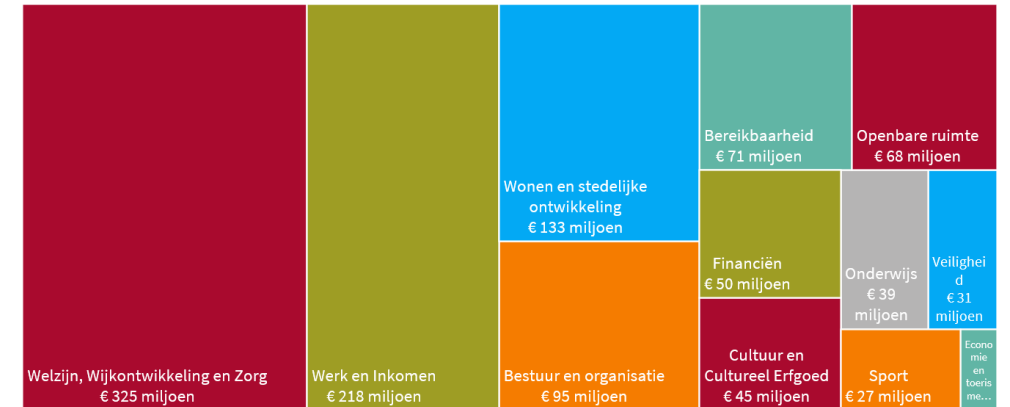 Welzijn, Wijkontwikkeling en Zorg
€ 325 miljoen
Werk en Inkomen
€ 218 miljoen
Wonen en stedelijke
ontwikkeling
€ 133 miljoen
Bestuur en organisatie
€ 95 miljoen
Bereikbaarheid
€ 71 miljoen
Openbare ruimte
€ 68 miljoen
Financiën
€ 50 miljoen
Cultuur en
Cultureel Erfgoed
€ 45 miljoen
Onderwijs
€ 39
miljoen
Veilighei
d
€ 31
miljoen
Sport
€ 27 miljoen
Econo
mie
en
toeris
me...